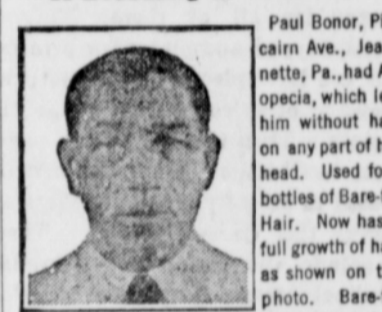 Paul Bonor, Pi
cairn Ave., Jea
nette, Pa., had A
opecia, which le
him without ha
on any part of h
head. Used fo
bottles of Bare-
Hair. Now has
full growth of ha
as shown on t
photo. Bare-